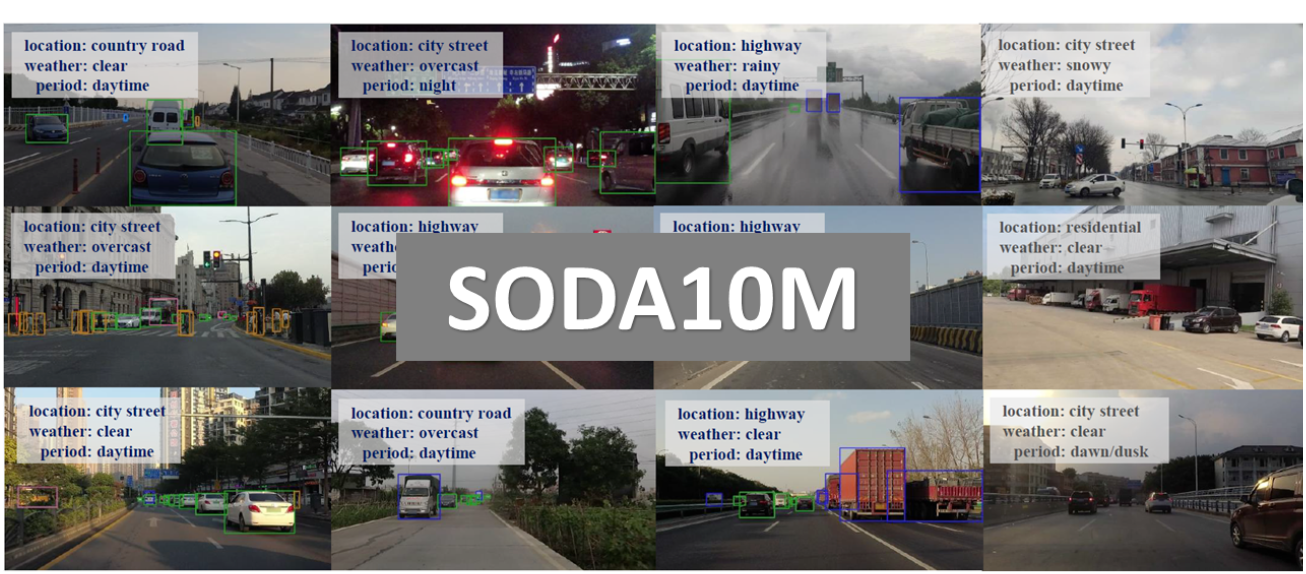 location: country road
weather: clear
period: daytime
location: city street
weather: overcast
period: night
location: highway
weather: rainy
period: daytime
location: city street
weather: snowy
period: daytime
location: city street
weather: overcast
period: daytime
location: highway
location: highway
location: residential
weather: clear
period: daytime
SODA10M
location: city street
weather: clear
period: daytime
location: country road
weather: overcast
period: daytime
location: highway
weather: clear
period: daytime
location: city street
weather: clear
period: dawn/dusk